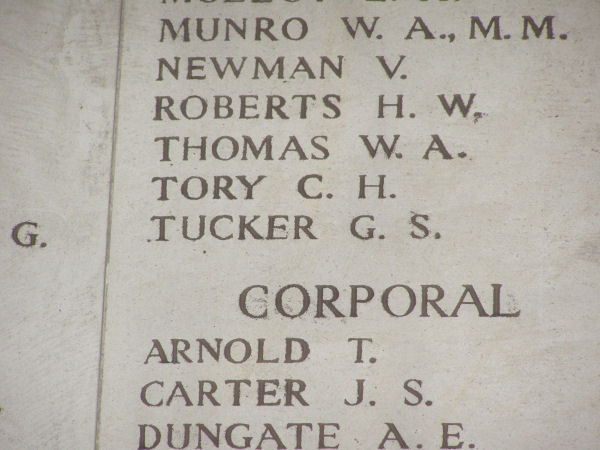 MUNRO W. A., M.M.
NEWMAN V.
ROBERTS H. W.
THOMAS W. A.
TORY C. H.
G.
TUCKER G. S.
CORPORAL
ARNOLD T.
CARTER J. S.
DUNGATE A. E.